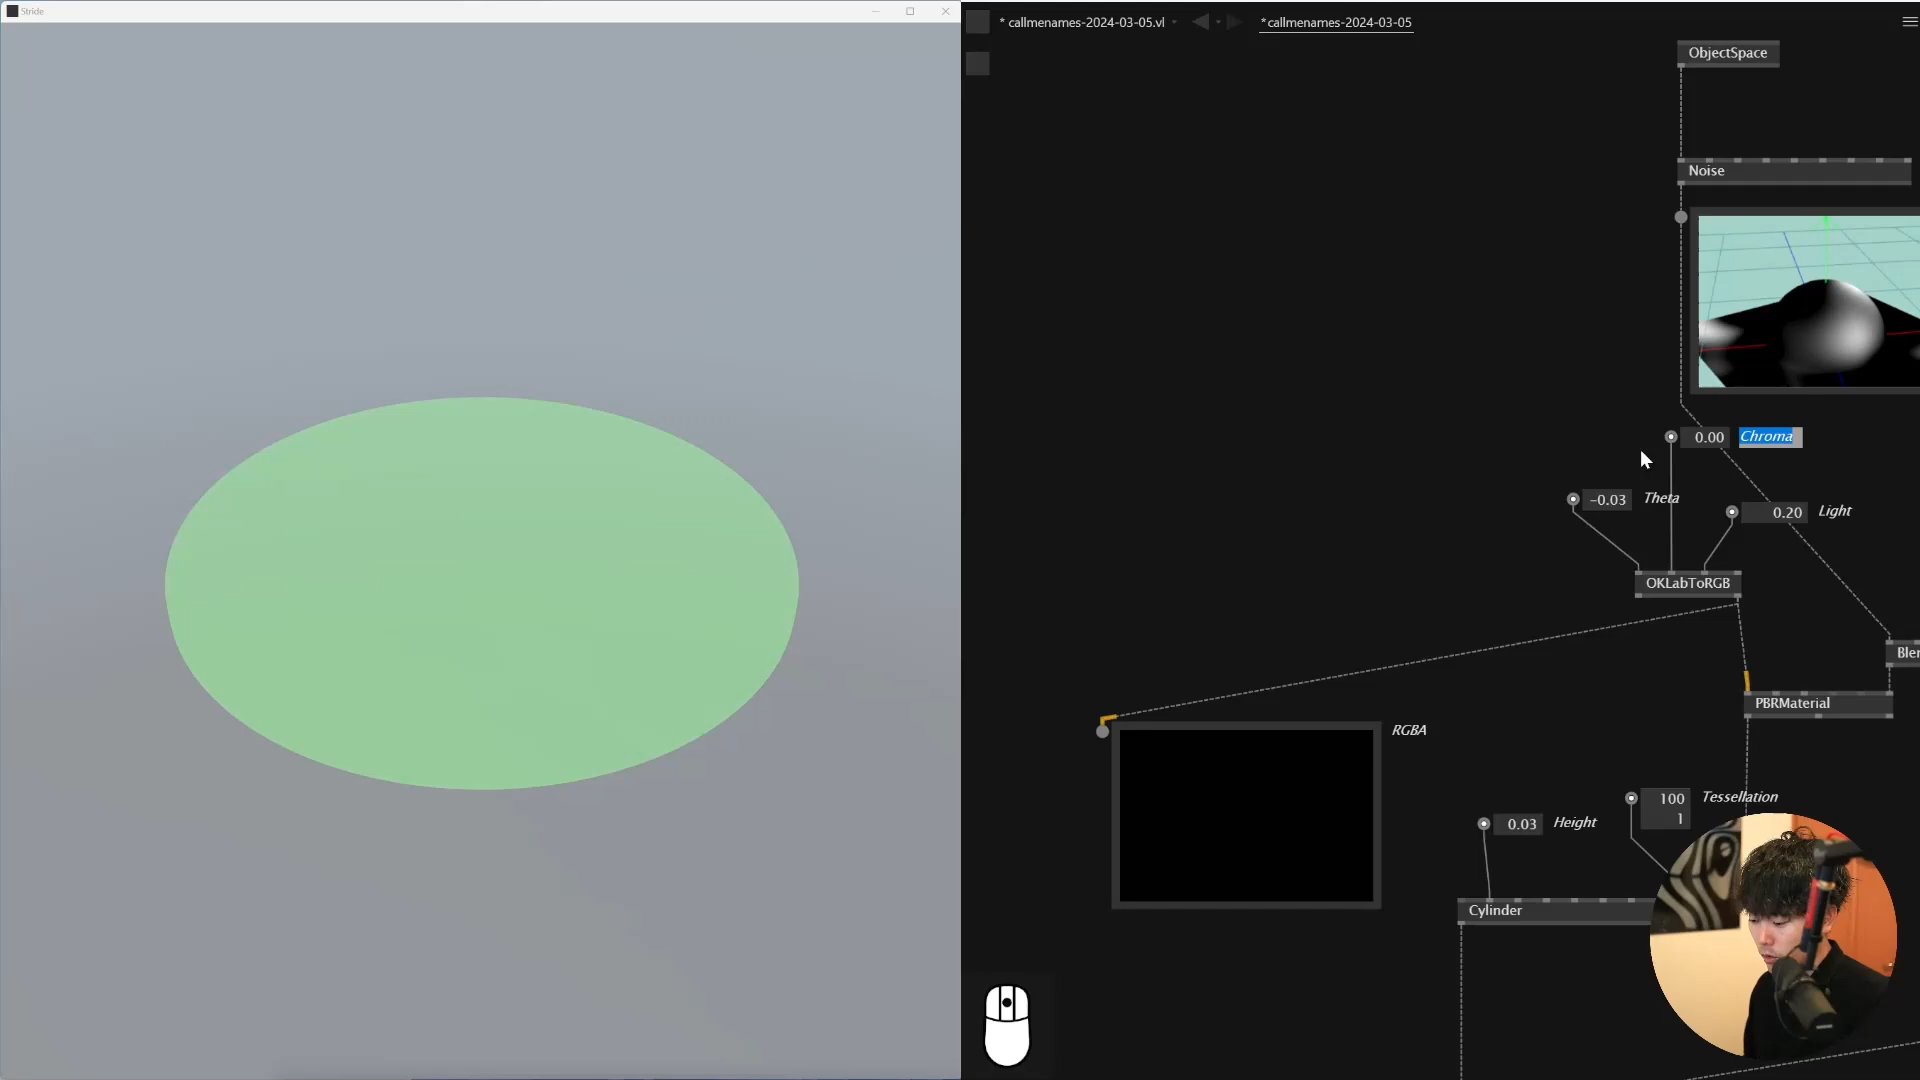 Stride
* callmenames-2024-03-05.vl
*callmenames-2024-03-05
ObjectSpace
Noise
0.00 Chroma
-0.03 Theta
0.20 Light
OKLabToRGB
Blen
PBRMaterial
RGBA
100 Tessellation
1
0.03 Height
Cylinder